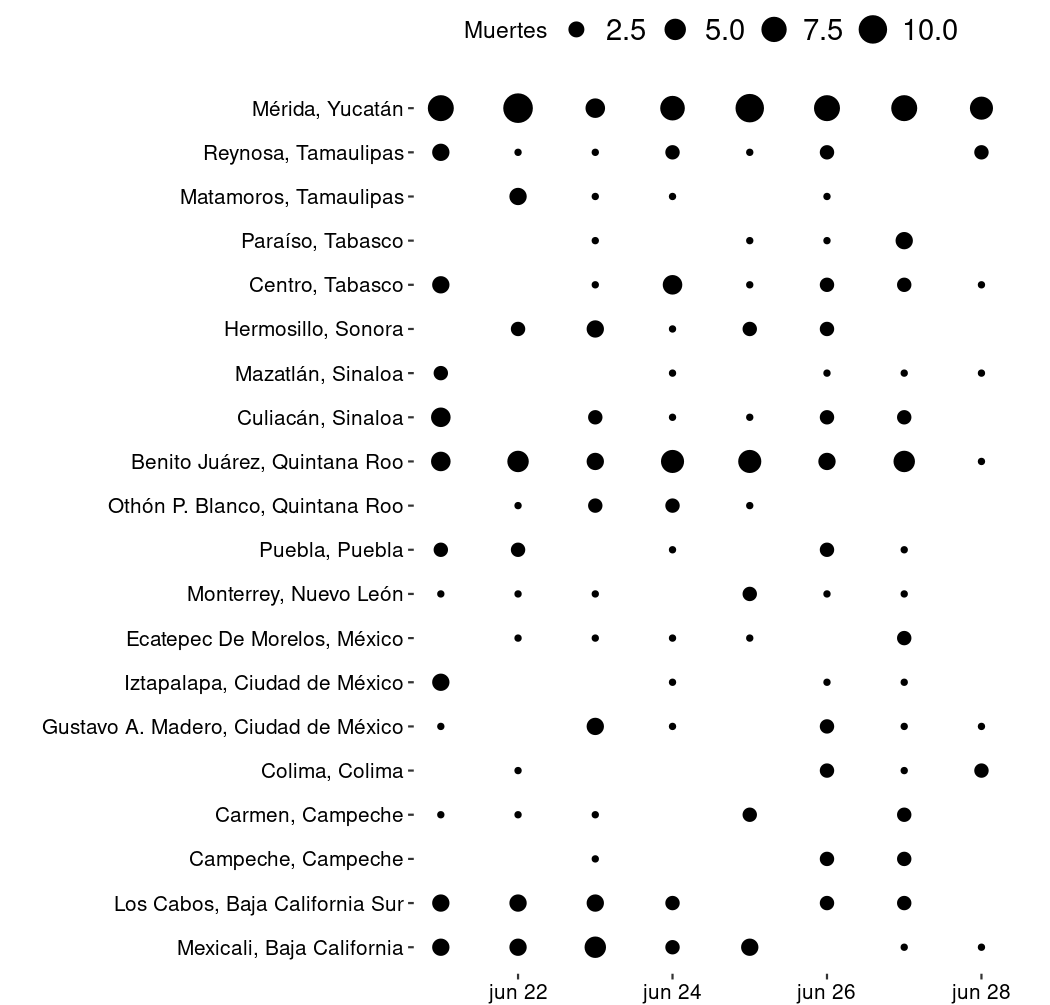 Muertes 2.5 5.0 7.5 10.0
Mérida, Yucatán
Reynosa, Tamaulipas
Matamoros, Tamaulipas
Paraíso, Tabasco
Centro, Tabasco
Hermosillo, Sonora
Mazatlán, Sinaloa
Culiacán, Sinaloa
Benito Juárez, Quintana Roo
Othón P. Blanco, Quintana Roo
Puebla, Puebla
Monterrey, Nuevo León
Ecatepec De Morelos, México
Iztapalapa, Ciudad de México
Gustavo A. Madero, Ciudad de México
Colima, Colima
Carmen, Campeche
Campeche, Campeche
Los Cabos, Baja California Sur
Mexicali, Baja California
jun 22 jun 24 jun 26 jun 28